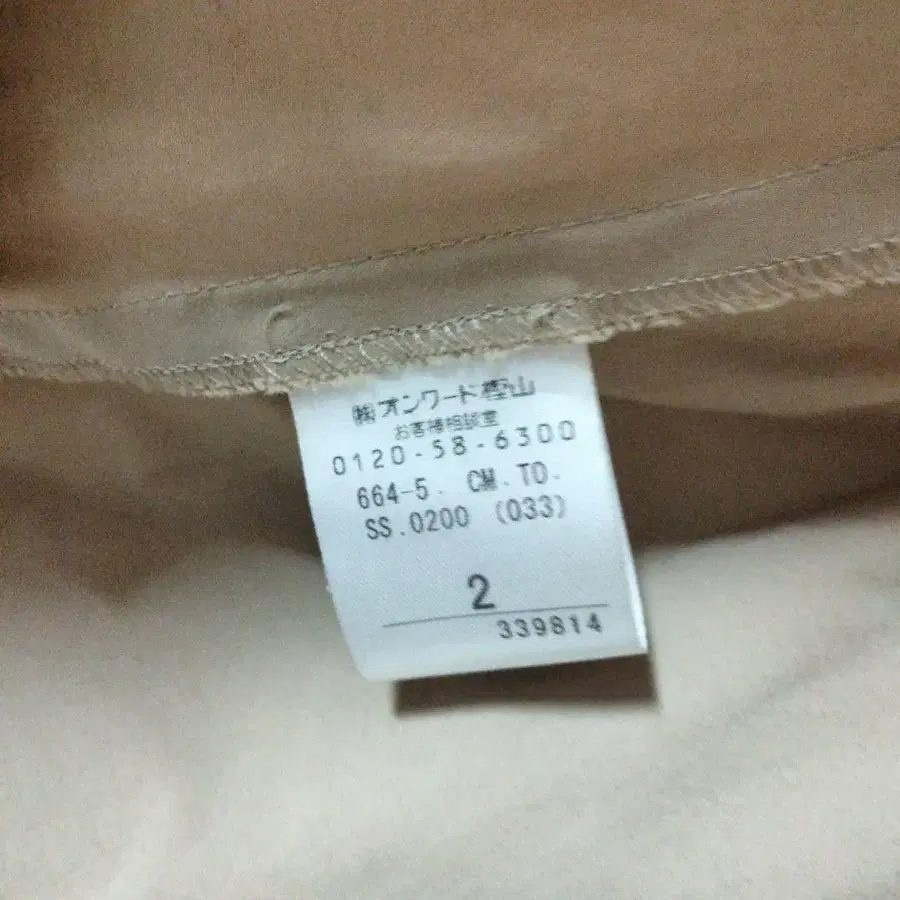 ㈱オンワード樫山
お客様相談室
0120-58-6300
664-5. CM.TO.
SS.0200 (033)
2
339814